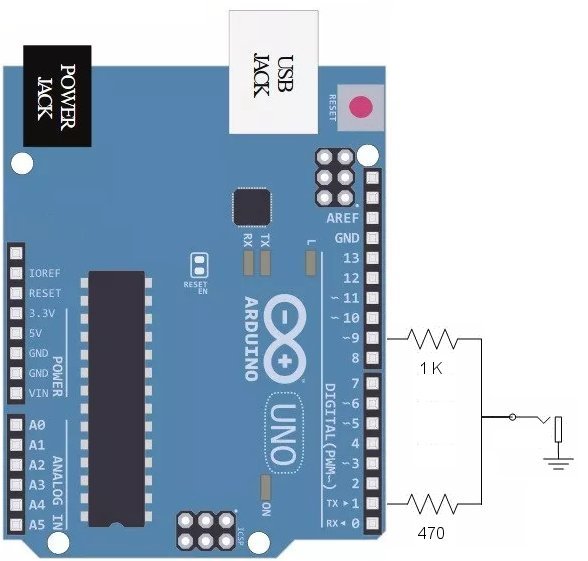 POWER
JACK
USB
JACK
RESET
AREF
GND
13
12
~ 11
~ 10
~9
8
7
~6
~5
4
~3
2
TX ▸ 1
RX ◂ 0
RX
TX
L
RESET
EN
IOREF
RESET
3.3V
5V
GND
GND
VIN
POWER
A0
A1
A2
A3
A4
A5
ANALOG IN
ARDUINO
UNO
DIGITAL(PWM~)
ON
ICSP
1K
470